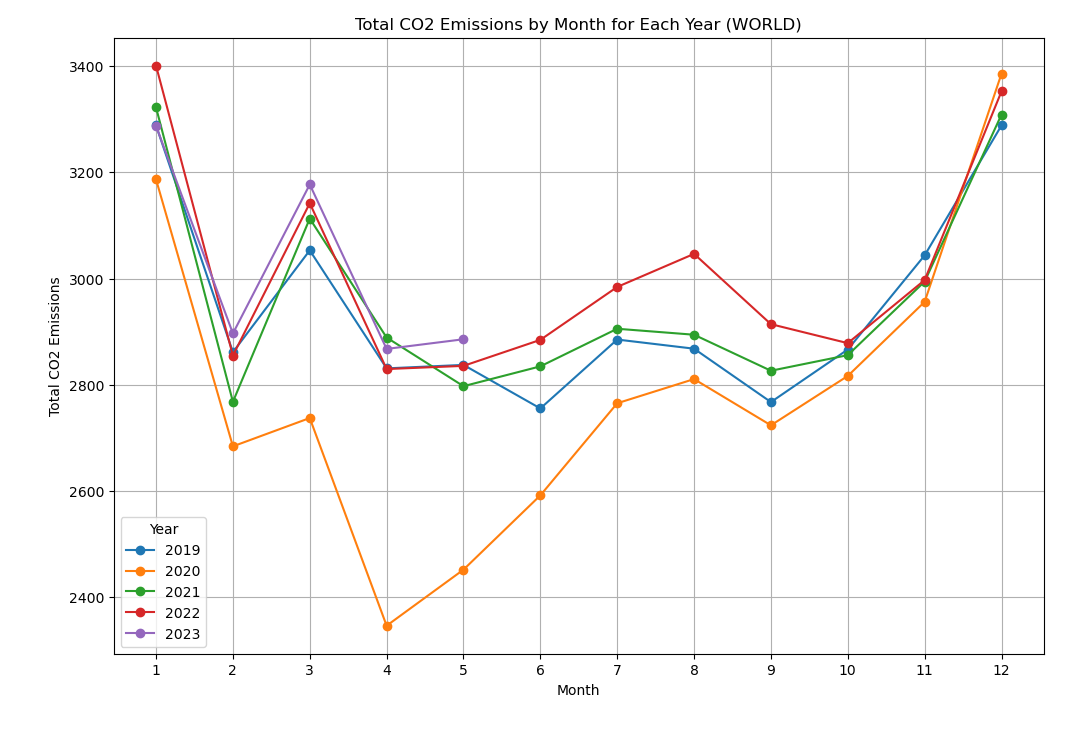 Total CO2 Emissions by Month for Each Year (WORLD)
Total CO2 Emissions
3400
3200
3000
2800
2600
2400
Year
2019
2020
2021
2022
2023
1 2 3 4 5 6 7 8 9 10 11 12
Month